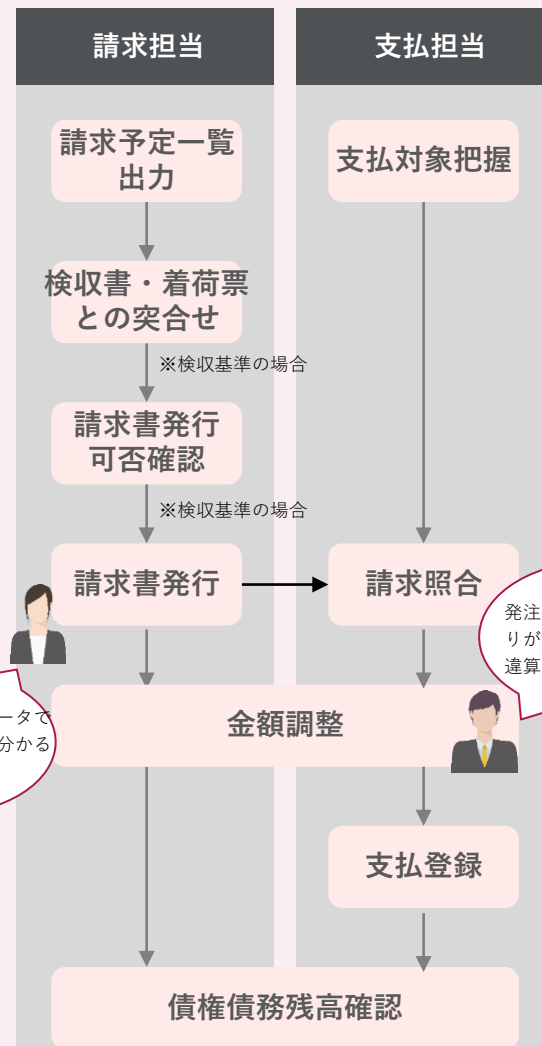 請求担当
支払担当
請求予定一覧
出力
支払対象把握
検収書・着荷票
との突合せ
※検収基準の場合
請求書発行
可否確認
※検収基準の場合
請求書発行
請求照合
発注
りが
違算
ータで
分かる
金額調整
支払登録
債権債務残高確認